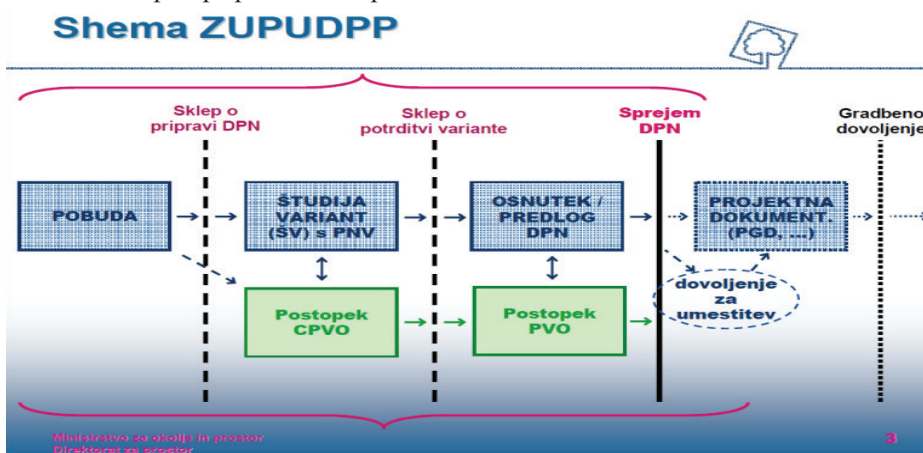 Shema ZUPUDPP
Sklep o
pripravi DPN
Sklep o
potrditvi variante
Sprejem
DPN
Gradbeno
dovoljenje
POBUDA
ŠTUDIJA
VARIANT
(ŠV) s PNV
OSNUTEK /
PREDLOG
DPN
PROJEKTNA
DOKUMENT.
(PGD, ...)
Postopek
CPVO
Postopek
PVO
dovoljenje
za
umestitev
Ministrstvo za okolje in prostor
Direktorat za prostor
3